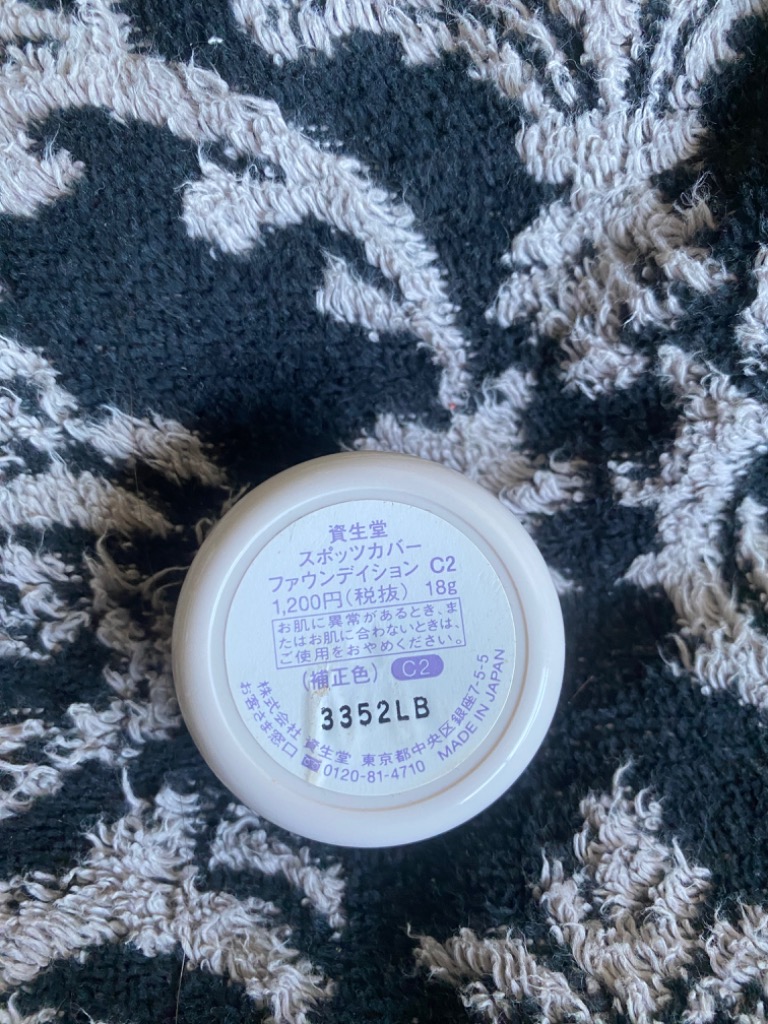 資生堂
スポッツカバー
ファウンデイション C2
1,200円(税抜) 18g
お肌に異常があるとき、ま
たはお肌に合わないときは、
ご使用をおやめください。
(補正色) C2
3352LB
株式会社 資生堂 東京都中央区銀座7-5-5
お客さま窓口 0120-81-4710 MADE IN JAPAN